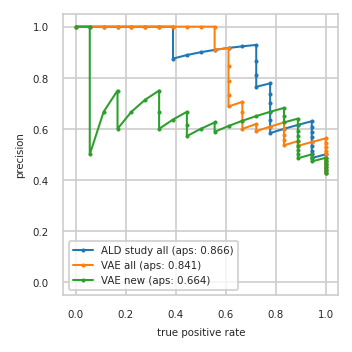 1.0
0.8
0.6
0.4
0.2
0.0
precision
ALD study all (aps: 0.866)
VAE all (aps: 0.841)
VAE new (aps: 0.664)
0.0 0.2 0.4 0.6 0.8 1.0
true positive rate